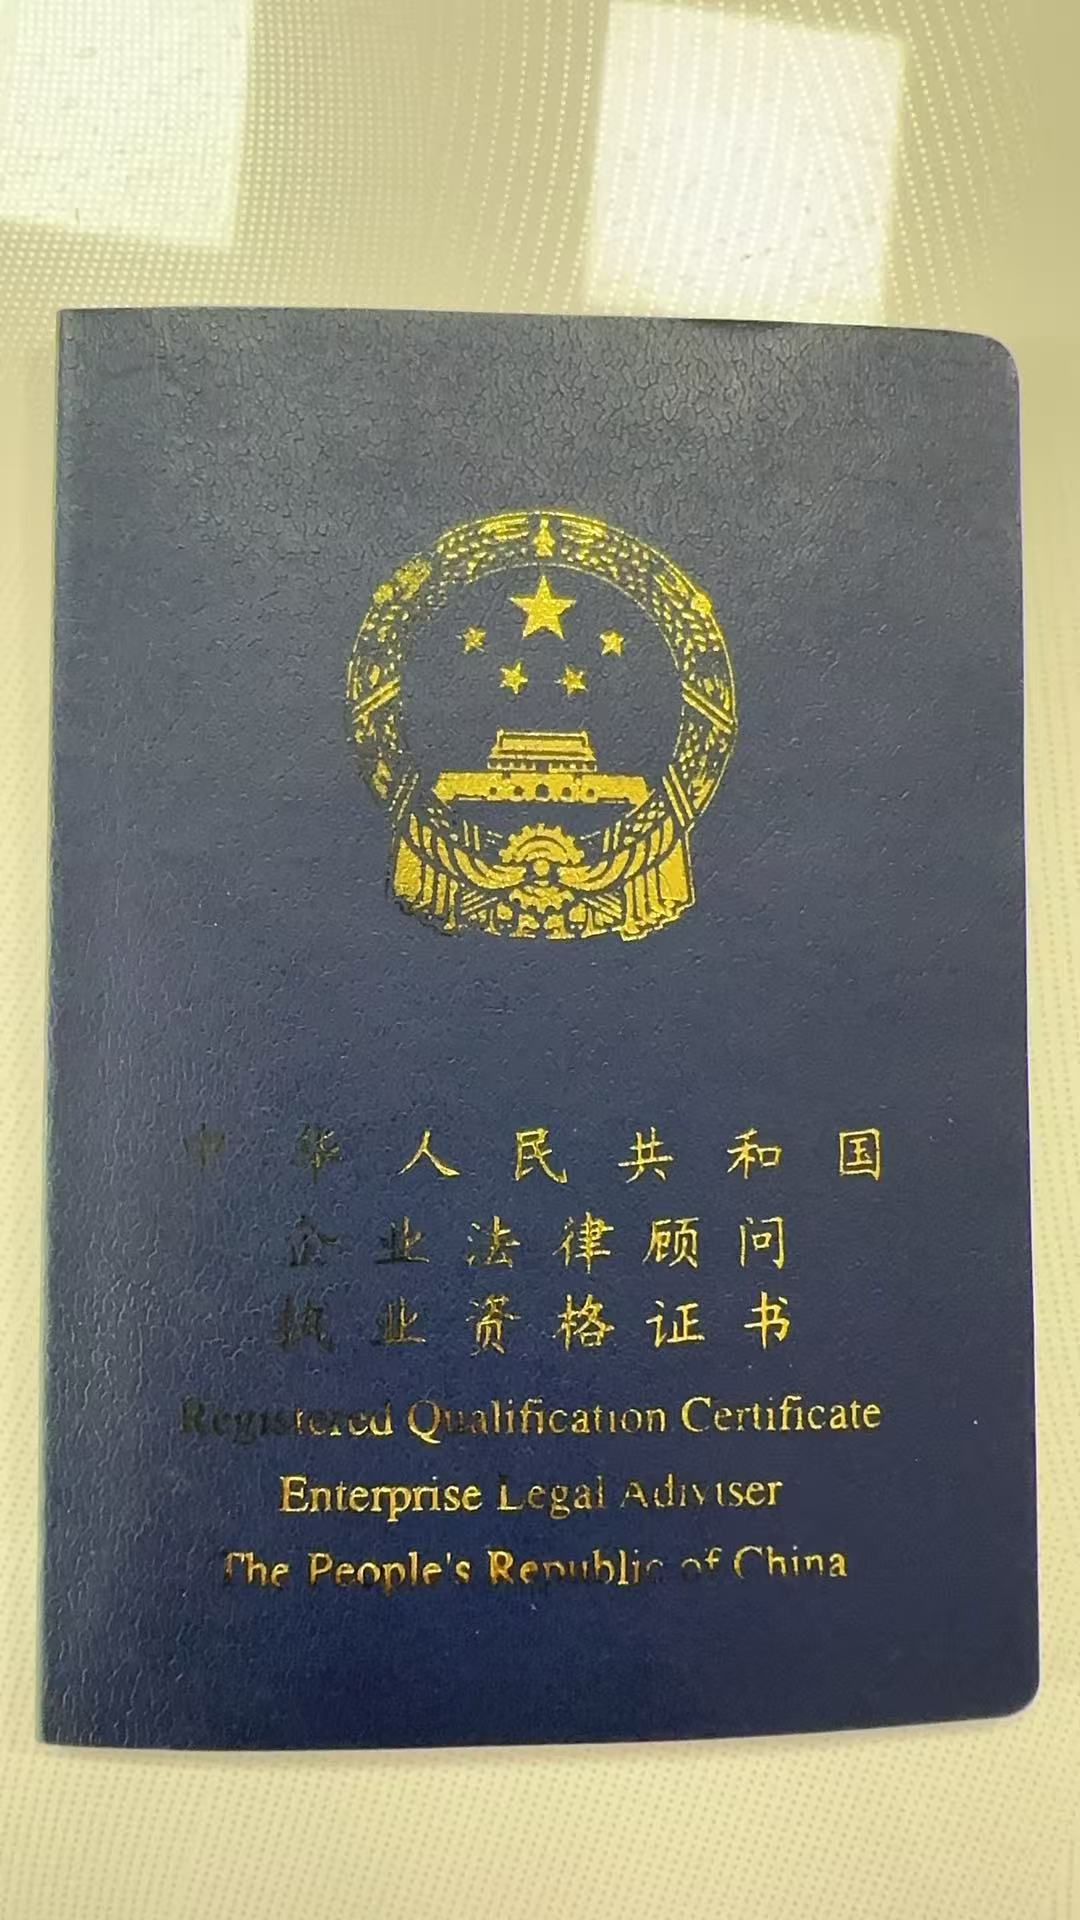 中华人民共和国
企业法律顾问
执业资格证书
Registered Qualification Certificate
Enterprise Legal Adiviser
The People's Republic of China